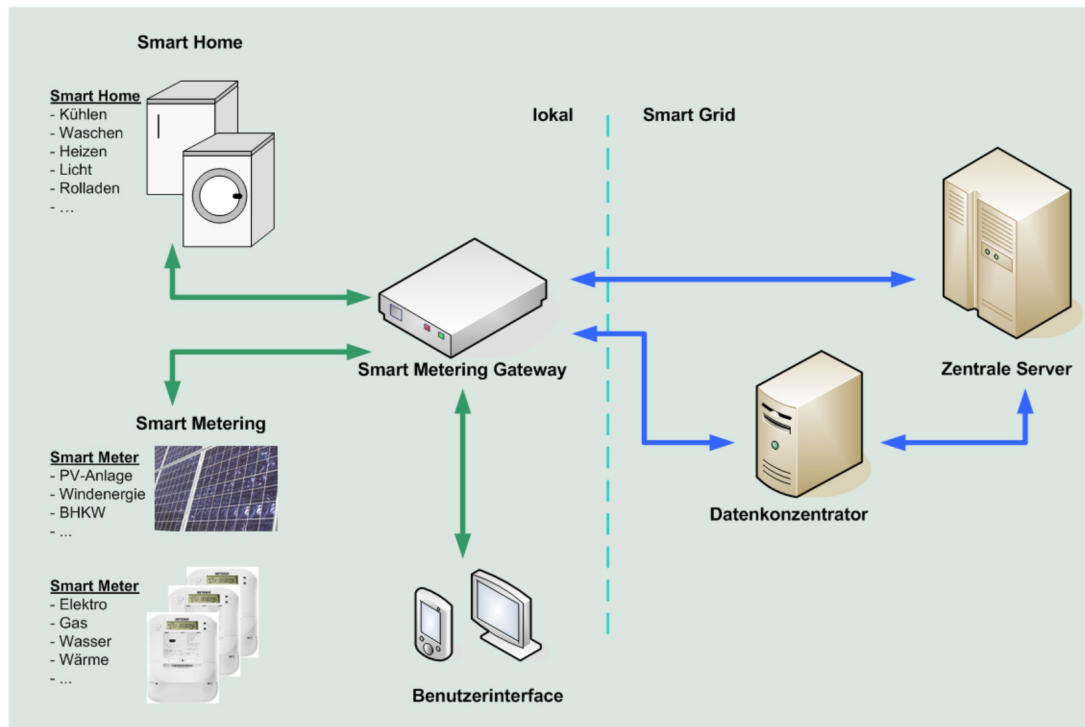 Smart Home
Smart Home
- Kühlen
- Waschen
- Heizen
- Licht
- Rolladen
- ...
lokal
Smart Grid
Smart Metering Gateway
Zentrale Server
Datenkonzentrator
Smart Metering
Smart Meter
- PV-Anlage
- Windenergie
- BHKW
- ...
Smart Meter
- Elektro
- Gas
- Wasser
- Wärme
- ...
Benutzerinterface